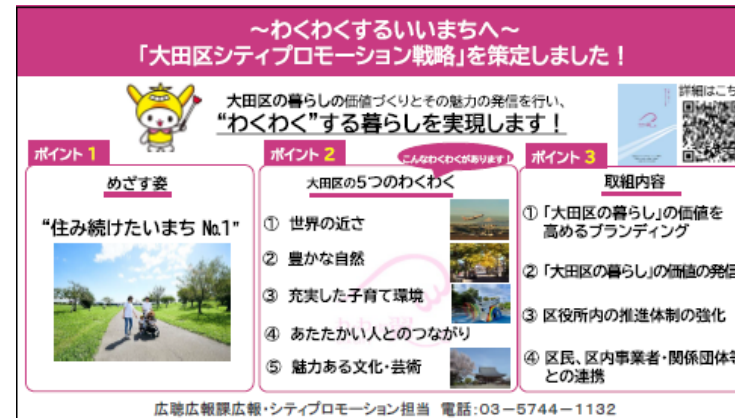 ～わくわくするいいまちへ～
「大田区シティプロモーション戦略」を策定しました！
大田区の暮らしの価値づくりとその魅力の発信を行い、
“わくわく”する暮らしを実現します！
詳細はこち
ポイント 1
めざす姿
“住み続けたいまち №1”
ポイント 2
こんなわくわくがあります！
大田区の5つのわくわく
① 世界の近さ
② 豊かな自然
③ 充実した子育て環境
④ あたたかい人とのつながり
⑤ 魅力ある文化・芸術
ポイント 3
取組内容
①「大田区の暮らし」の価値を
高めるブランディング
②「大田区の暮らし」の価値の発信
③ 区役所内の推進体制の強化
④ 区民、区内事業者・関係団体等
との連携
広聴広報課広報・シティプロモーション担当 電話：03－5744－1132